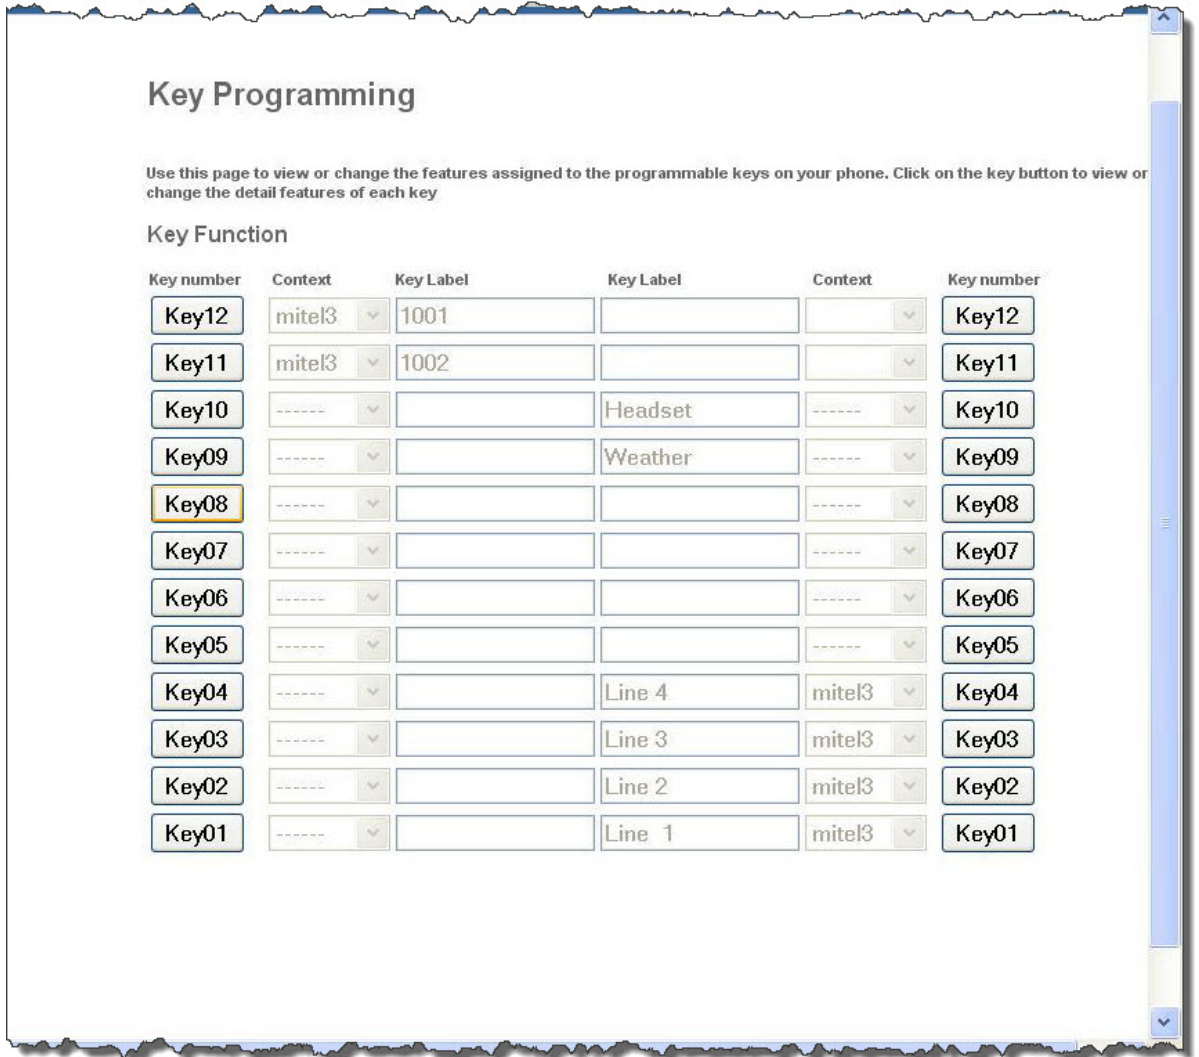 Key Programming
Use this page to view or change the features assigned to the programmable keys on your phone. Click on the key button to view or
change the detail features of each key
Key Function
Key number Context Key Label Key Label Context Key number
Key12 mitel3 1001 Key12
Key11 mitel3 1002 Key11
Key10 ------ Headset ------ Key10
Key09 ------ Weather ------ Key09
Key08 ------ ------ Key08
Key07 ------ ------ Key07
Key06 ------ ------ Key06
Key05 ------ ------ Key05
Key04 ------ Line 4 mitel3 Key04
Key03 ------ Line 3 mitel3 Key03
Key02 ------ Line 2 mitel3 Key02
Key01 ------ Line 1 mitel3 Key01